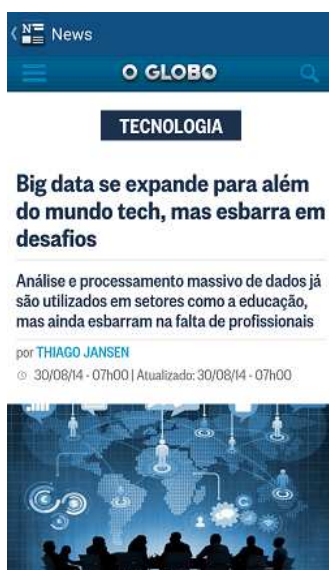 News
O GLOBO
TECNOLOGIA
Big data se expande para além
do mundo tech, mas esbarra em
desafios
Análise e processamento massivo de dados já
são utilizados em setores como a educação,
mas ainda esbarram na falta de profissionais
por THIAGO JANSEN
30/08/14 - 07h00 | Atualizado: 30/08/14 - 07h00